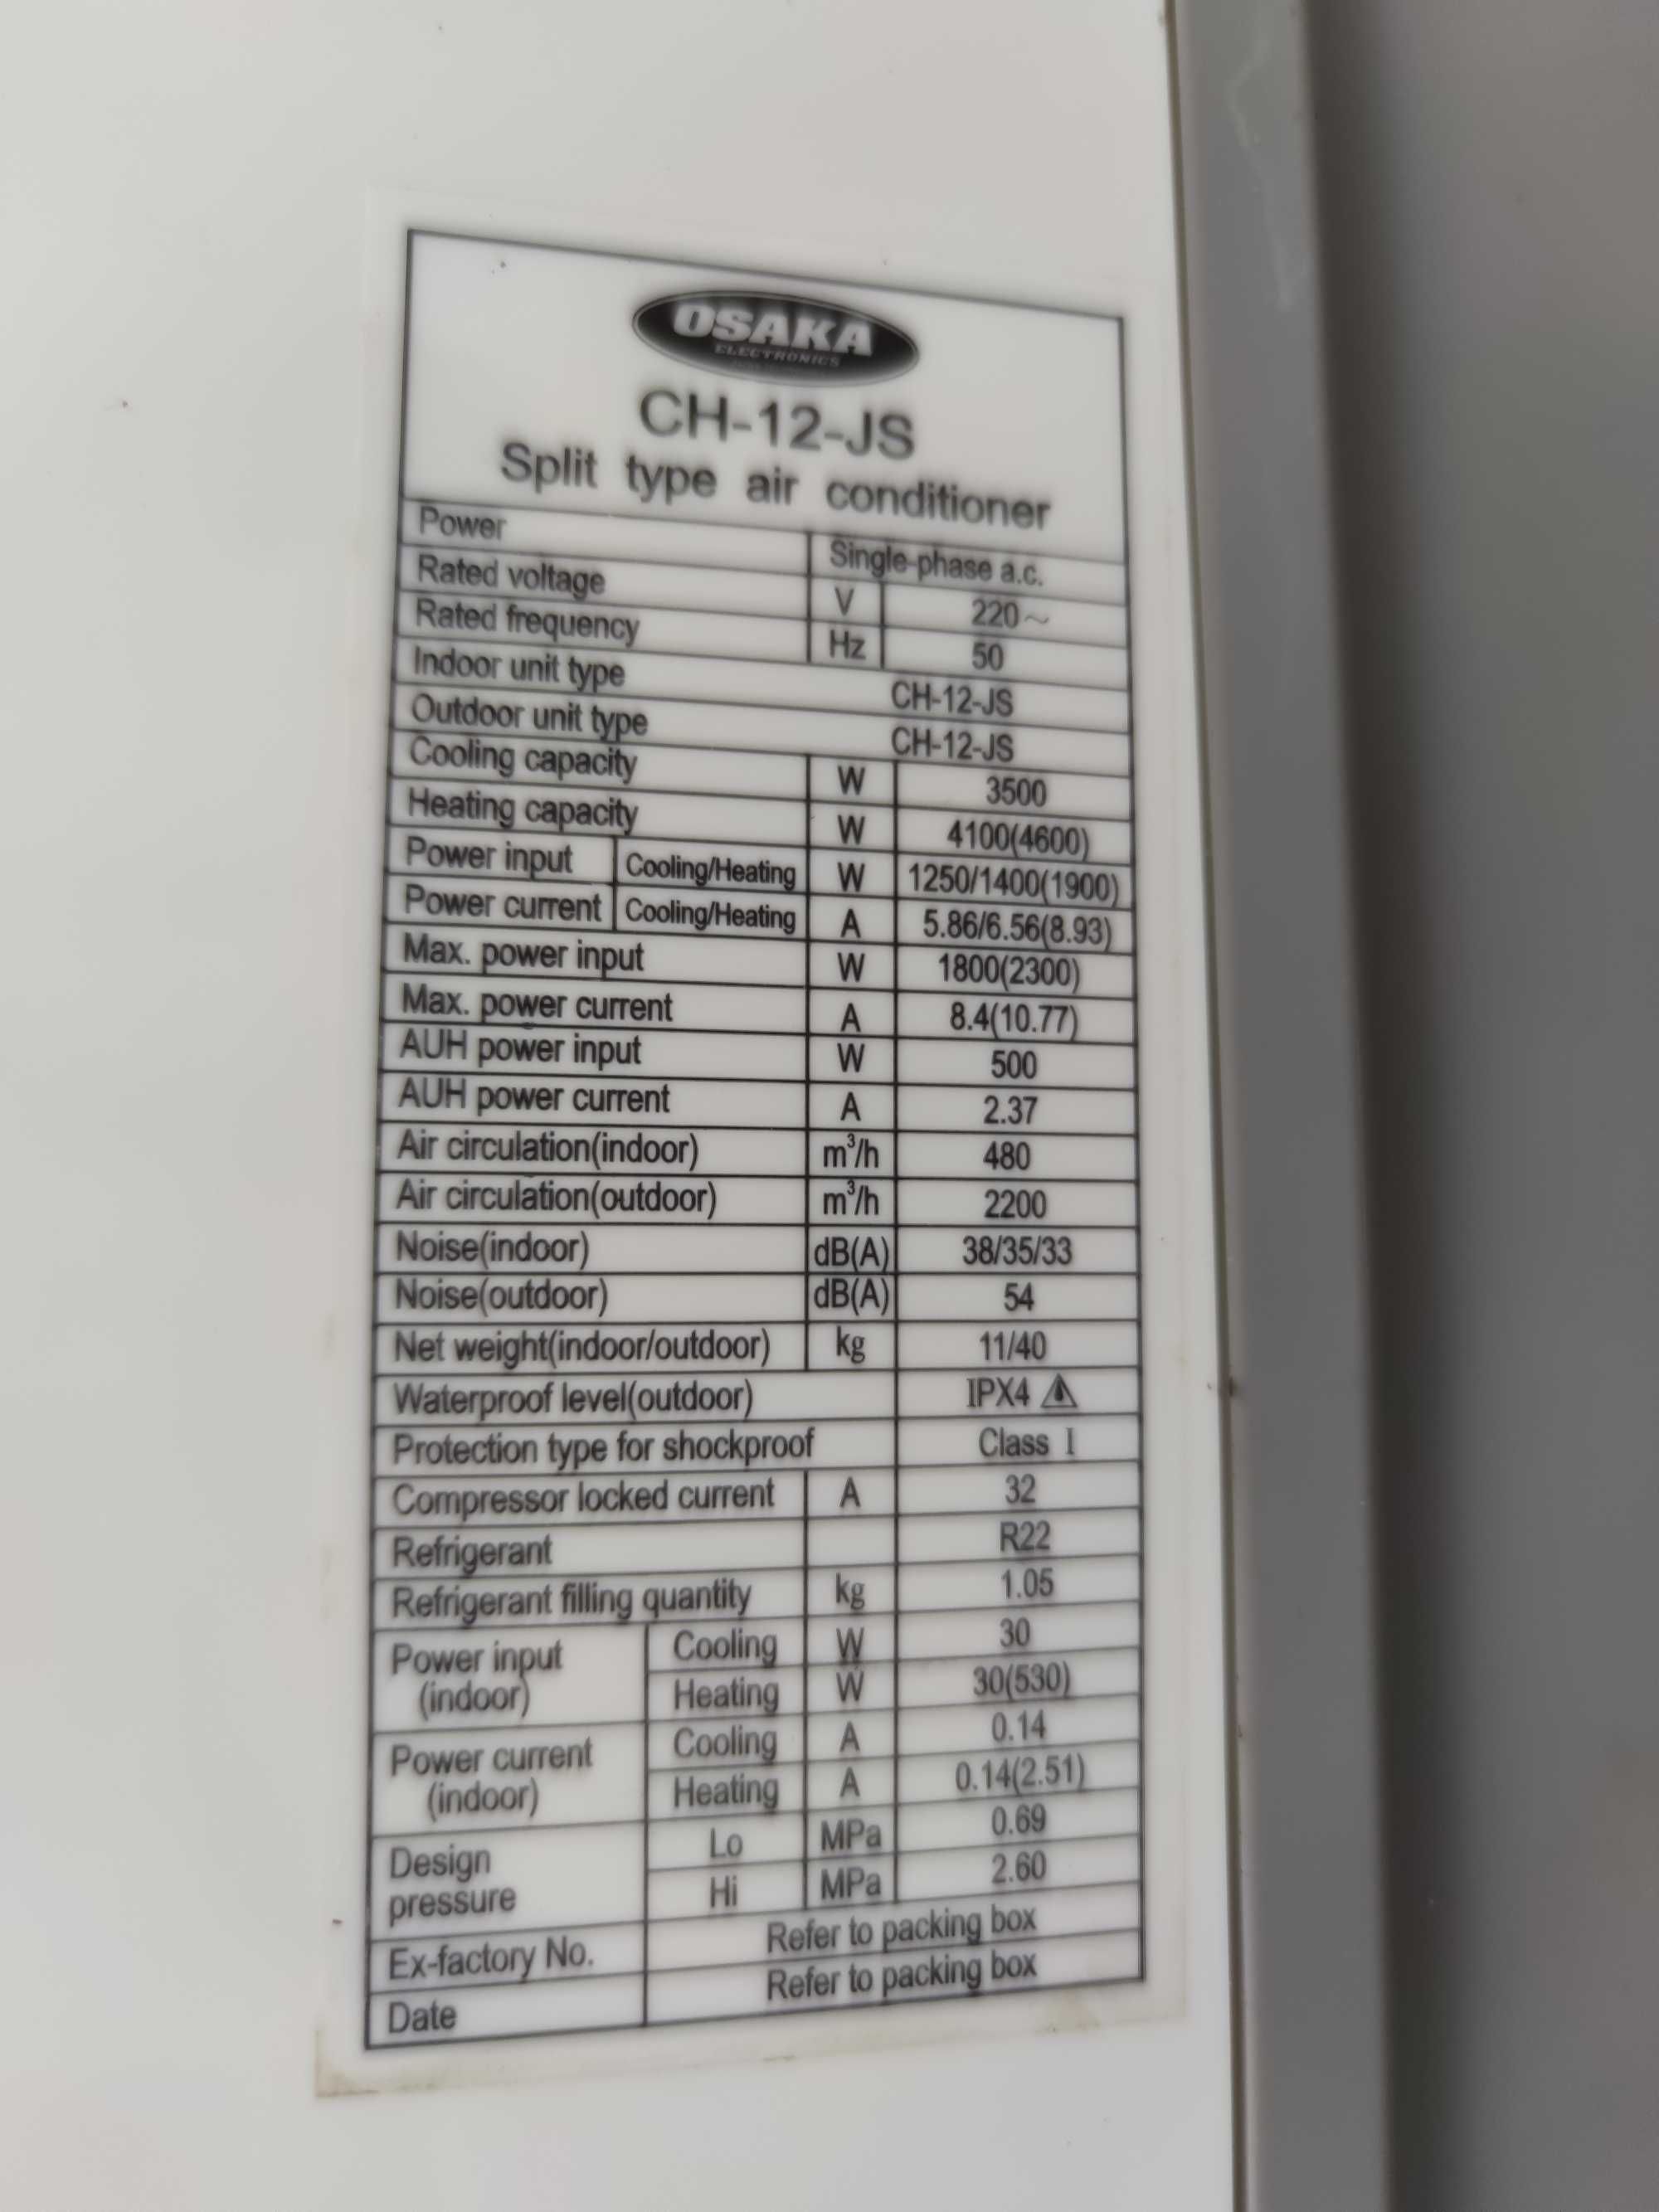 OSAKA
ELECTRONICS
CH-12-JS
Split type air conditioner
Power Single-phase a.c.
Rated voltage V 220～
Rated frequency Hz 50
Indoor unit type CH-12-JS
Outdoor unit type CH-12-JS
Cooling capacity W 3500
Heating capacity W 4100(4600)
Power input Cooling/Heating W 1250/1400(1900)
Power current Cooling/Heating A 5.86/6.56(8.93)
Max. power input W 1800(2300)
Max. power current A 8.4(10.77)
AUH power input W 500
AUH power current A 2.37
Air circulation(indoor) m³/h 480
Air circulation(outdoor) m³/h 2200
Noise(indoor) dB(A) 38/35/33
Noise(outdoor) dB(A) 54
Net weight(indoor/outdoor) kg 11/40
Waterproof level(outdoor) IPX4
Protection type for shockproof Class I
Compressor locked current A 32
Refrigerant R22
Refrigerant filling quantity kg 1.05
Power input (indoor) Cooling W 30
Heating W 30(530)
Power current (indoor) Cooling A 0.14
Heating A 0.14(2.51)
Design pressure Lo MPa 0.69
Hi MPa 2.60
Ex-factory No. Refer to packing box
Date Refer to packing box